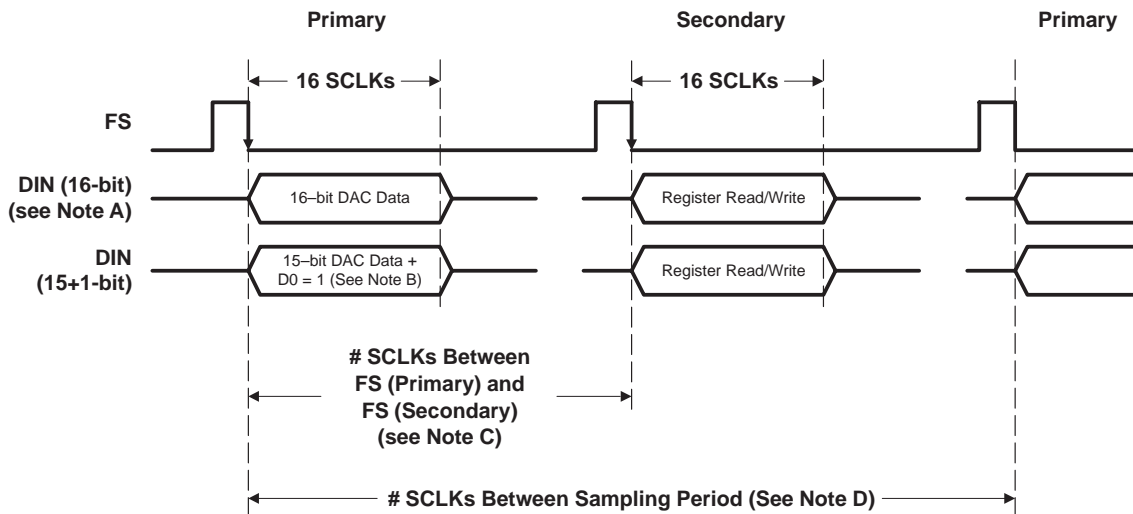 Primary
Secondary
Primary
16 SCLKs
16 SCLKs
FS
DIN (16-bit)
(see Note A)
16–bit DAC Data
Register Read/Write
DIN
(15+1-bit)
15–bit DAC Data +
D0 = 1 (See Note B)
Register Read/Write
# SCLKs Between
FS (Primary) and
FS (Secondary)
(see Note C)
# SCLKs Between Sampling Period (See Note D)